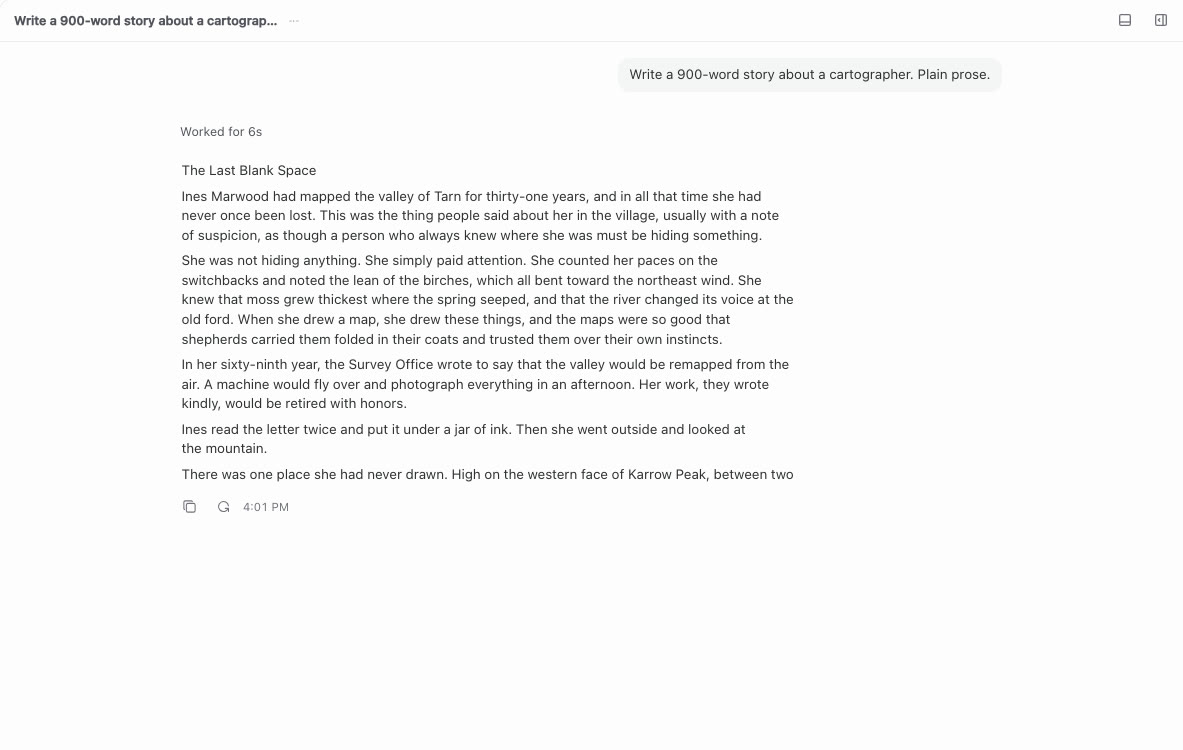 Write a 900-word story about a cartograp...
Write a 900-word story about a cartographer. Plain prose.
Worked for 6s
The Last Blank Space
Ines Marwood had mapped the valley of Tarn for thirty-one years, and in all that time she had
never once been lost. This was the thing people said about her in the village, usually with a note
of suspicion, as though a person who always knew where she was must be hiding something.
She was not hiding anything. She simply paid attention. She counted her paces on the
switchbacks and noted the lean of the birches, which all bent toward the northeast wind. She
knew that moss grew thickest where the spring seeped, and that the river changed its voice at the
old ford. When she drew a map, she drew these things, and the maps were so good that
shepherds carried them folded in their coats and trusted them over their own instincts.
In her sixty-ninth year, the Survey Office wrote to say that the valley would be remapped from the
air. A machine would fly over and photograph everything in an afternoon. Her work, they wrote
kindly, would be retired with honors.
Ines read the letter twice and put it under a jar of ink. Then she went outside and looked at
the mountain.
There was one place she had never drawn. High on the western face of Karrow Peak, between two
4:01 PM